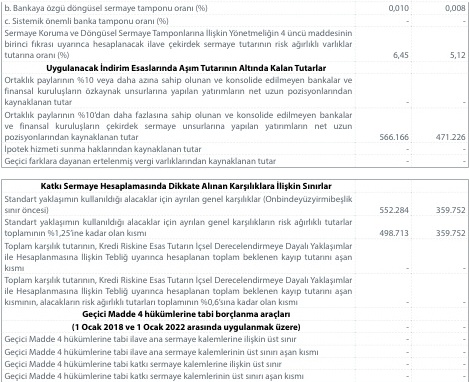 b. Bankaya özgü döngüsel sermaye tamponu oranı (%) 0,010 0,008
c. Sistemik önemli banka tamponu oranı (%) - -
Sermaye Koruma ve Döngüsel Sermaye Tamponlarına İlişkin Yönetmeliğin 4 üncü maddesinin
birinci fıkrası uyarınca hesaplanacak ilave çekirdek sermaye tutarının risk ağırlıklı varlıklar
tutarına oranı (%) 6,45 5,12
Uygulanacak İndirim Esaslarında Aşım Tutarının Altında Kalan Tutarlar
Ortaklık paylarının %10 veya daha azına sahip olunan ve konsolide edilmeyen bankalar ve
finansal kuruluşların özkaynak unsurlarına yapılan yatırımların net uzun pozisyonlarından
kaynaklanan tutar - -
Ortaklık paylarının %10'dan daha fazlasına sahip olunan ve konsolide edilmeyen bankalar
ve finansal kuruluşların çekirdek sermaye unsurlarına yapılan yatırımların net uzun
pozisyonlarından kaynaklanan tutar 566.166 471.226
İpotek hizmeti sunma haklarından kaynaklanan tutar - -
Geçici farklara dayanan ertelenmiş vergi varlıklarından kaynaklanan tutar - -
Katkı Sermaye Hesaplamasında Dikkate Alınan Karşılıklara İlişkin Sınırlar
Standart yaklaşımın kullanıldığı alacaklar için ayrılan genel karşılıklar (Onbindeyüzyirmibeşlik
sınır öncesi) 552.284 359.752
Standart yaklaşımın kullanıldığı alacaklar için ayrılan genel karşılıkların risk ağırlıklı tutarlar
toplamının %1,25'ine kadar olan kısmı 498.713 359.752
Toplam karşılık tutarının, Kredi Riskine Esas Tutarın İçsel Derecelendirmeye Dayalı Yaklaşımlar
ile Hesaplanmasına İlişkin Tebliğ uyarınca hesaplanan toplam beklenen kayıp tutarını aşan
kısmı - -
Toplam karşılık tutarının, Kredi Riskine Esas Tutarın İçsel Derecelendirmeye Dayalı Yaklaşımlar
ile Hesaplanmasına İlişkin Tebliğ uyarınca hesaplanan toplam beklenen kayıp tutarını aşan
kısmının, alacakların risk ağırlıklı tutarları toplamının %0,6'sına kadar olan kısmı - -
Geçici Madde 4 hükümlerine tabi borçlanma araçları - -
(1 Ocak 2018 ve 1 Ocak 2022 arasında uygulanmak üzere) - -
Geçici Madde 4 hükümlerine tabi ilave ana sermaye kalemlerine ilişkin üst sınır - -
Geçici Madde 4 hükümlerine tabi ilave ana sermaye kalemlerinin üst sınırı aşan kısmı - -
Geçici Madde 4 hükümlerine tabi katkı sermaye kalemlerine ilişkin üst sınır - -
Geçici Madde 4 hükümlerine tabi katkı sermaye kalemlerinin üst sınırı aşan kısmı - -